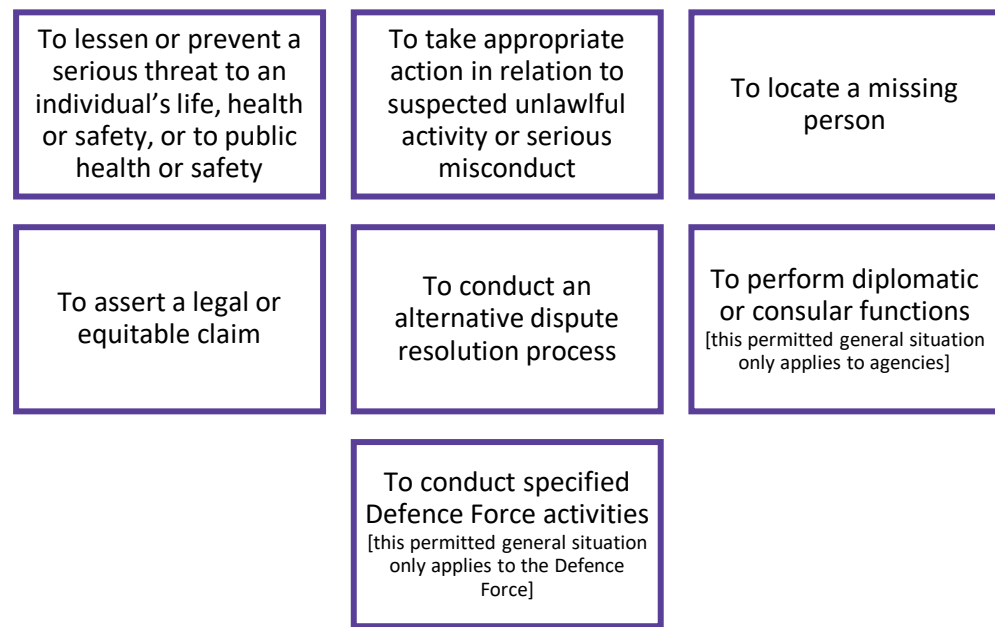 To lessen or prevent a
serious threat to an
individual's life, health
or safety, or to public
health or safety
To take appropriate
action in relation to
suspected unlawlful
activity or serious
misconduct
To locate a missing
person
To assert a legal or
equitable claim
To conduct an
alternative dispute
resolution process
To perform diplomatic
or consular functions
[this permitted general situation
only applies to agencies]
To conduct specified
Defence Force activities
[this permitted general situation
only applies to the Defence
Force]